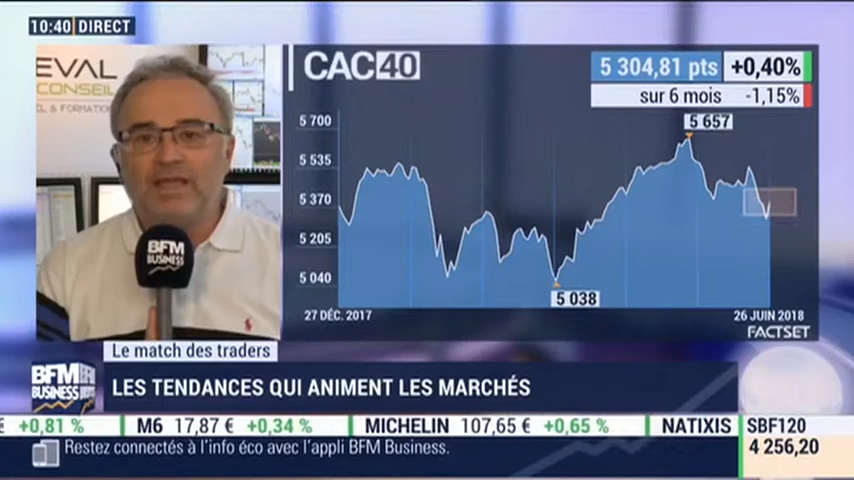 10:40 DIRECT
EVAL
CONSEIL
EL & FORMATION
BFM
BUSINESS
CAC40
5 304,81 pts +0,40%
sur 6 mois -1,15%
5 700
5 657
5 535
5 370
5 205
5 040
5 038
27 DÉC. 2017
26 JUIN 2018
FACTSET
Le match des traders
BFM
BUSINESS
LES TENDANCES QUI ANIMENT LES MARCHÉS
€ +0,81 % M6 17,87 € +0,34 % MICHELIN 107,65 € +0,65 % NATIXIS
SBF120
4 256,20
Restez connectés à l'info éco avec l'appli BFM Business.